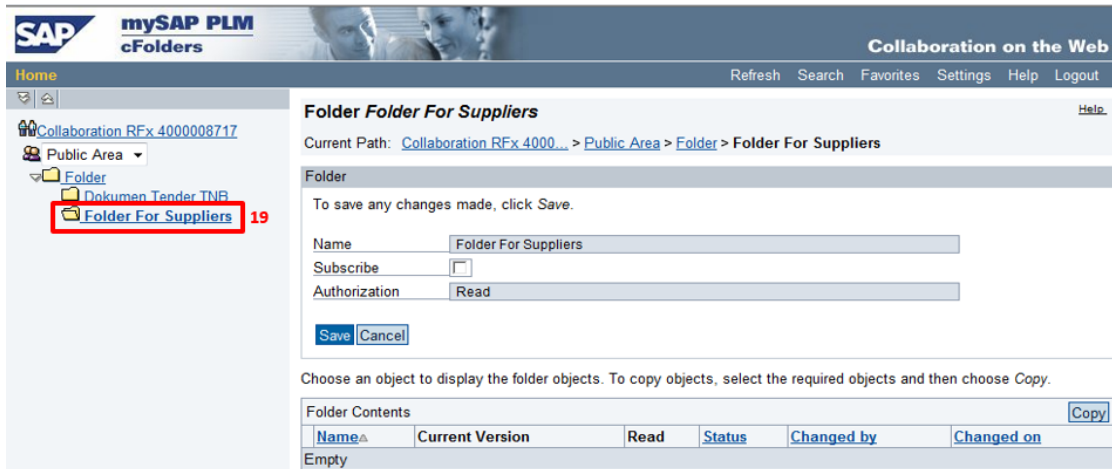 SAP
mySAP PLM
cFolders
Collaboration on the Web
Home
Refresh Search Favorites Settings Help Logout
Collaboration RFx 4000008717
Public Area
Folder
Dokumen Tender TNB
Folder For Suppliers 19
Folder Folder For Suppliers
Help
Current Path: Collaboration RFx 4000... > Public Area > Folder > Folder For Suppliers
Folder
To save any changes made, click Save.
Name Folder For Suppliers
Subscribe
Authorization Read
Save Cancel
Choose an object to display the folder objects. To copy objects, select the required objects and then choose Copy.
Folder Contents Copy
Name Current Version Read Status Changed by Changed on
Empty